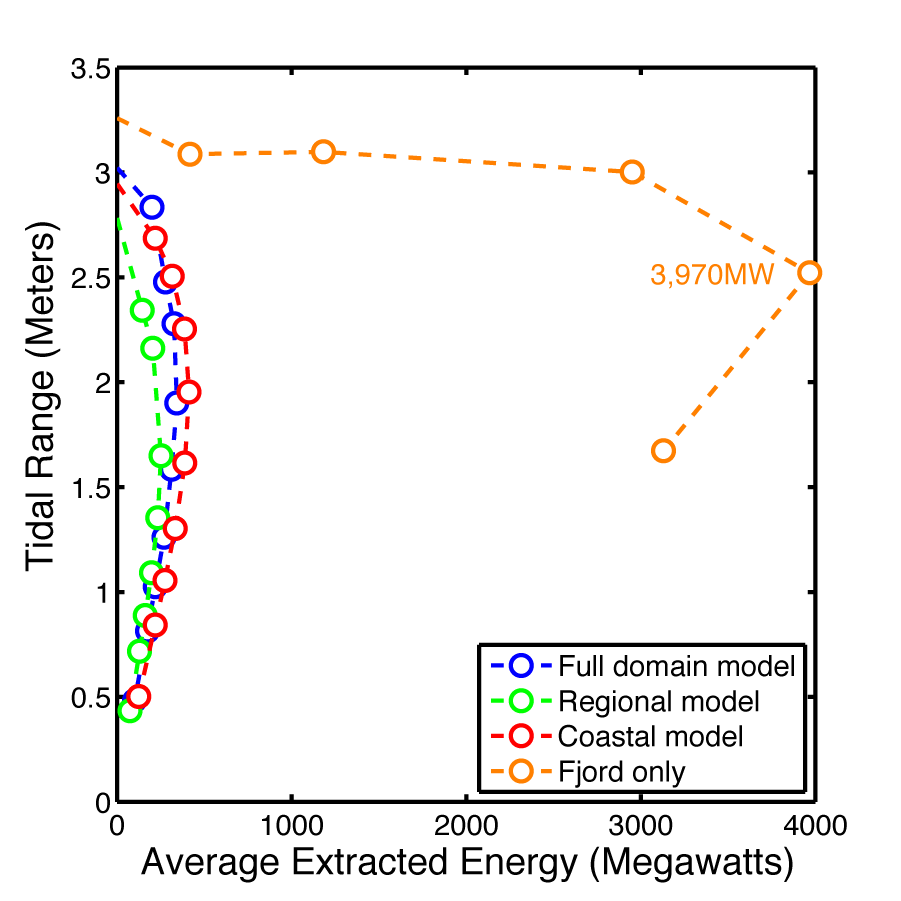 3.5
3
2.5
2
1.5
1
0.5
0
Tidal Range (Meters)
3,970MW
Full domain model
Regional model
Coastal model
Fjord only
0 1000 2000 3000 4000
Average Extracted Energy (Megawatts)